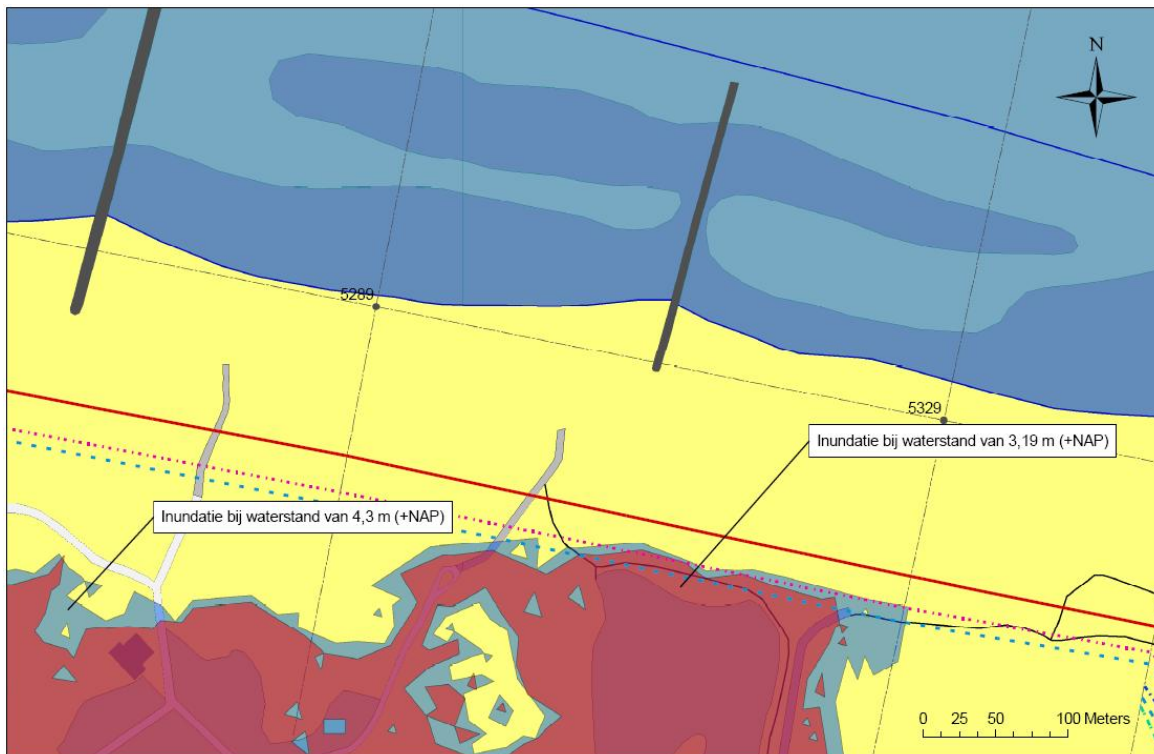 N
5289
5329
Inundatie bij waterstand van 3,19 m (+NAP)
Inundatie bij waterstand van 4,3 m (+NAP)
0 25 50 100 Meters